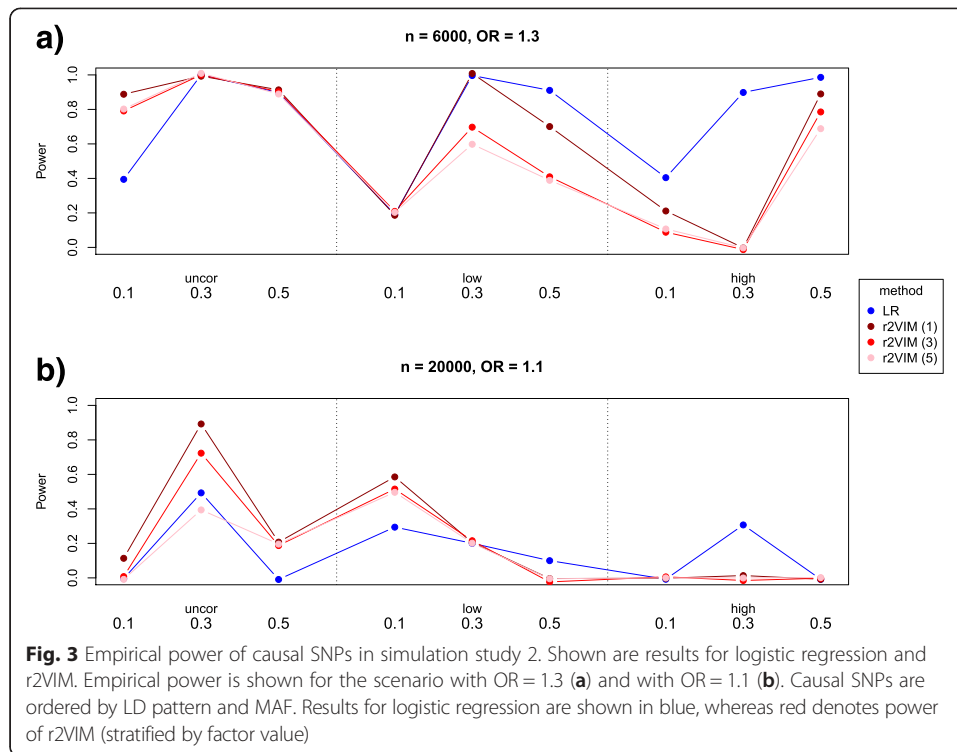 a)
n = 6000, OR = 1.3
Power
1.0
0.8
0.6
0.4
0.2
0.0
uncor low high
0.1 0.3 0.5 0.1 0.3 0.5 0.1 0.3 0.5
method
LR
r2VIM (1)
r2VIM (3)
r2VIM (5)
b)
n = 20000, OR = 1.1
Power
1.0
0.8
0.6
0.4
0.2
0.0
uncor low high
0.1 0.3 0.5 0.1 0.3 0.5 0.1 0.3 0.5
Fig. 3 Empirical power of causal SNPs in simulation study 2. Shown are results for logistic regression and
r2VIM. Empirical power is shown for the scenario with OR = 1.3 (a) and with OR = 1.1 (b). Causal SNPs are
ordered by LD pattern and MAF. Results for logistic regression are shown in blue, whereas red denotes power
of r2VIM (stratified by factor value)